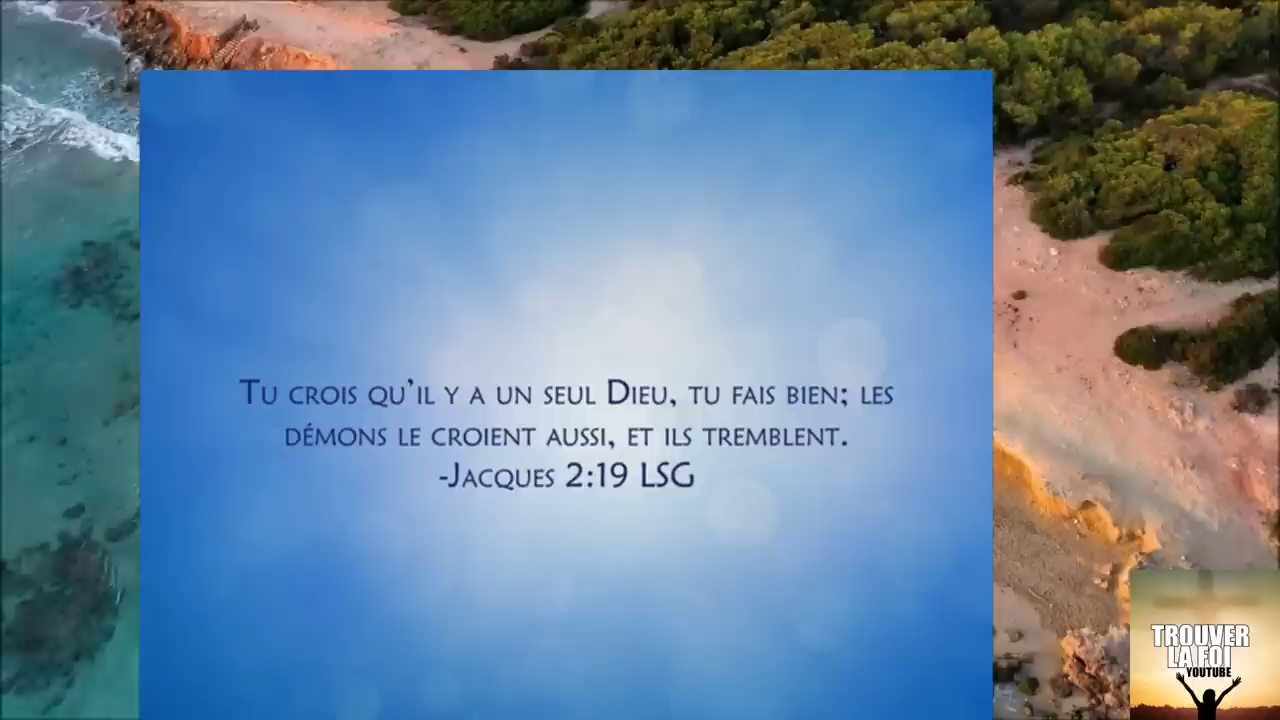 Tu crois qu'il y a un seul Dieu, tu fais bien; les
démons le croient aussi, et ils tremblent.
-Jacques 2:19 LSG
TROUVER
LA FOI
YOUTUBE